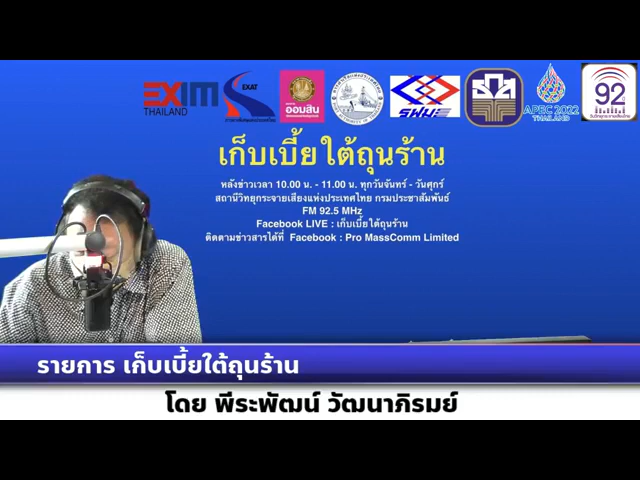 EXIM
THAILAND
EXAT
ออมสิน
รฟม
ธกส
APEC 2022
THAILAND
92
เก็บเบี้ยใต้ถุนร้าน
หลังข่าวเวลา 10.00 น. - 11.00 น. ทุกวันจันทร์ - วันศุกร์
สถานีวิทยุกระจายเสียงแห่งประเทศไทย กรมประชาสัมพันธ์
FM 92.5 MHz
Facebook LIVE : เก็บเบี้ยใต้ถุนร้าน
ติดตามข่าวสารได้ที่ Facebook : Pro MassComm Limited
รายการ เก็บเบี้ยใต้ถุนร้าน
โดย พีระพัฒน์ วัฒนาภิรมย์